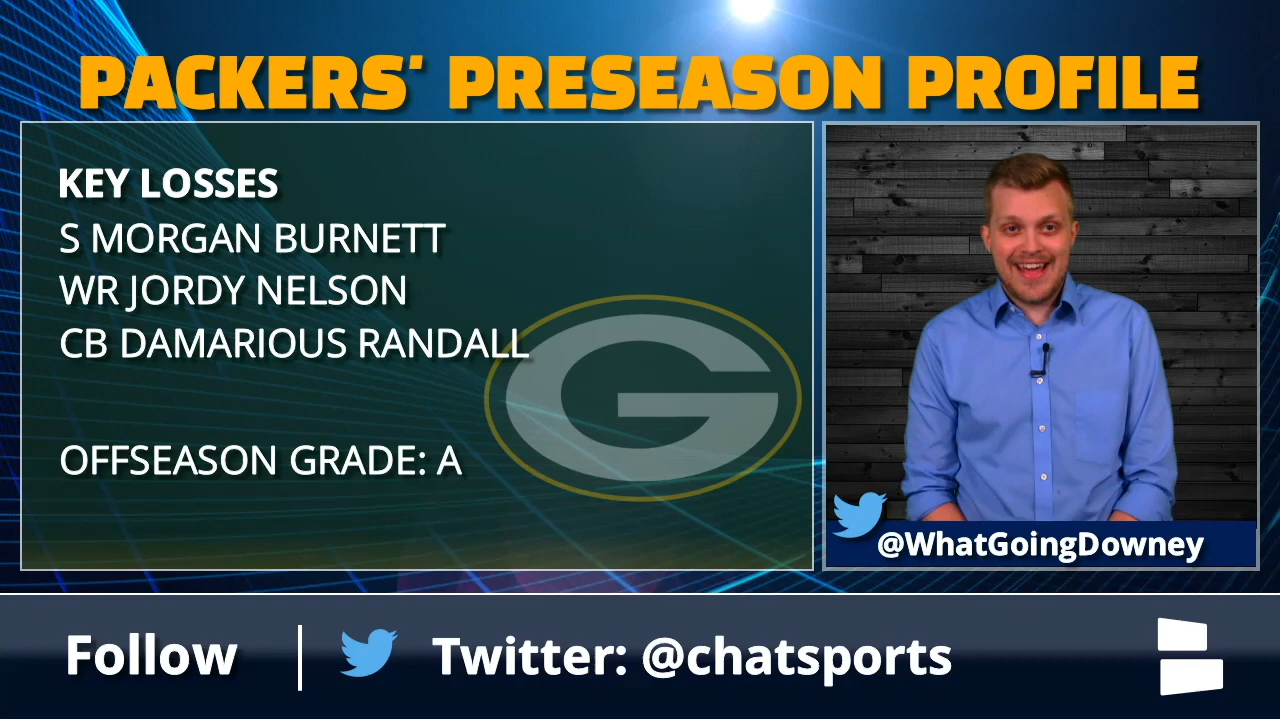 PACKERS' PRESEASON PROFILE
KEY LOSSES
S MORGAN BURNETT
WR JORDY NELSON
CB DAMARIOUS RANDALL
OFFSEASON GRADE: A
G
@WhatGoingDowney
Follow
Twitter: @chatsports